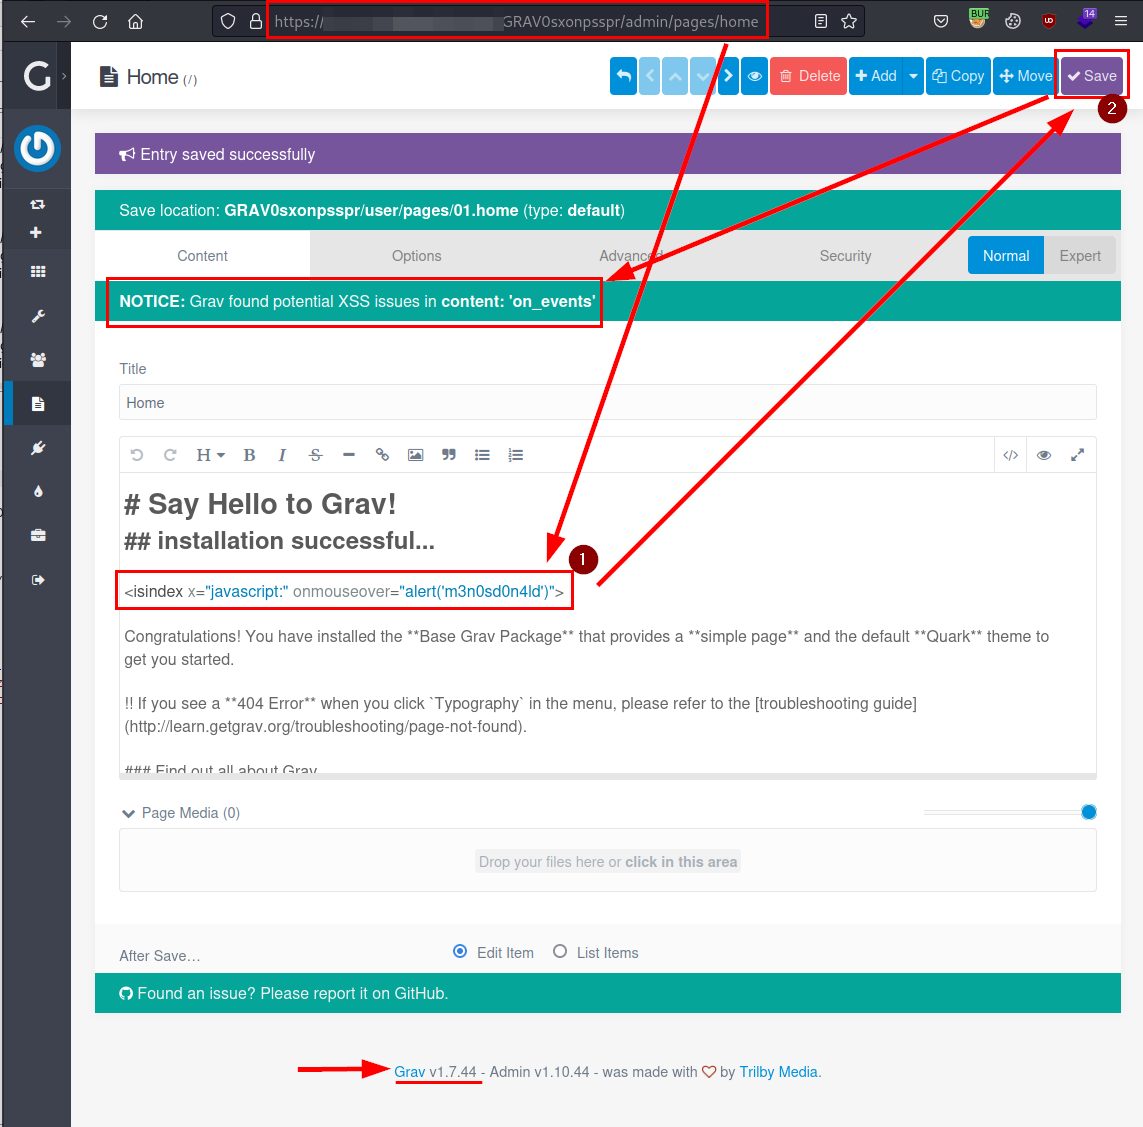 https://
GRAV0sxonpsspr/admin/pages/home
BUR
UD
14
G
Home (/)
Delete
Add
Copy
Move
Save
2
Entry saved successfully
Save location: GRAV0sxonpsspr/user/pages/01.home (type: default)
Content
Options
Advanced
Security
Normal
Expert
NOTICE: Grav found potential XSS issues in content: 'on_events'
Title
Home
H
B
I
S
# Say Hello to Grav!
## installation successful...
1
<isindex x="javascript:" onmouseover="alert('m3n0sd0n4ld')">
Congratulations! You have installed the **Base Grav Package** that provides a **simple page** and the default **Quark** theme to
get you started.
!! If you see a **404 Error** when you click `Typography` in the menu, please refer to the [troubleshooting guide]
(http://learn.getgrav.org/troubleshooting/page-not-found).
### Find out all about Grav
Page Media (0)
Drop your files here or click in this area
After Save...
Edit Item
List Items
Found an issue? Please report it on GitHub.
Grav v1.7.44 - Admin v1.10.44 - was made with ♡ by Trilby Media.